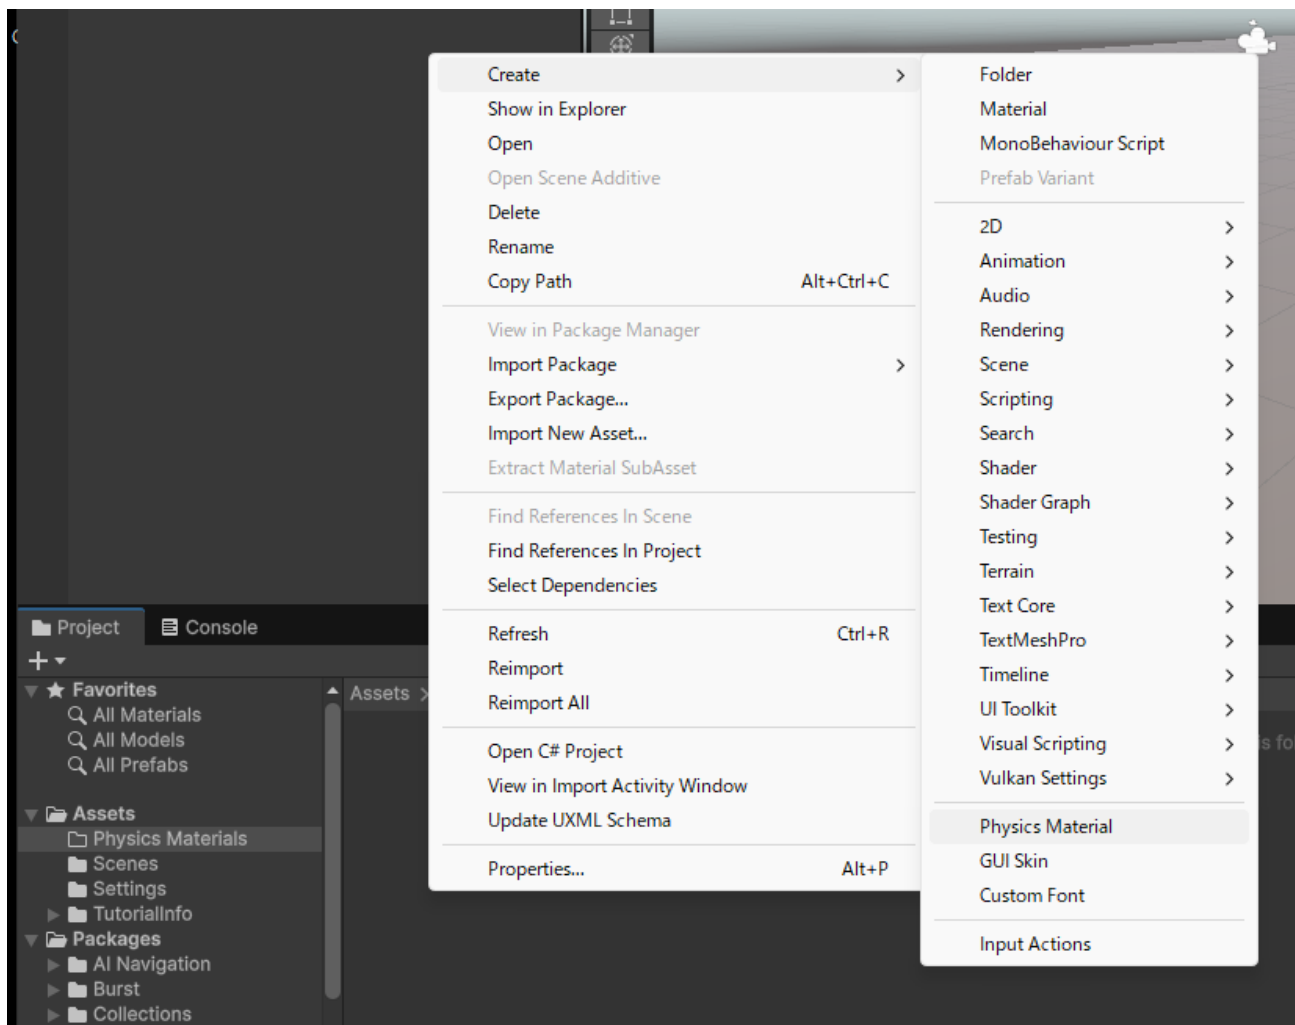 Create
Show in Explorer
Open
Open Scene Additive
Delete
Rename
Copy Path Alt+Ctrl+C
View in Package Manager
Import Package
Export Package...
Import New Asset...
Extract Material SubAsset
Find References In Scene
Find References In Project
Select Dependencies
Refresh Ctrl+R
Reimport
Reimport All
Open C# Project
View in Import Activity Window
Update UXML Schema
Properties... Alt+P
Folder
Material
MonoBehaviour Script
Prefab Variant
2D
Animation
Audio
Rendering
Scene
Scripting
Search
Shader
Shader Graph
Testing
Terrain
Text Core
TextMeshPro
Timeline
UI Toolkit
Visual Scripting
Vulkan Settings
Physics Material
GUI Skin
Custom Font
Input Actions
Project Console
Favorites
All Materials
All Models
All Prefabs
Assets
Physics Materials
Scenes
Settings
TutorialInfo
Packages
AI Navigation
Burst
Collections
Assets >